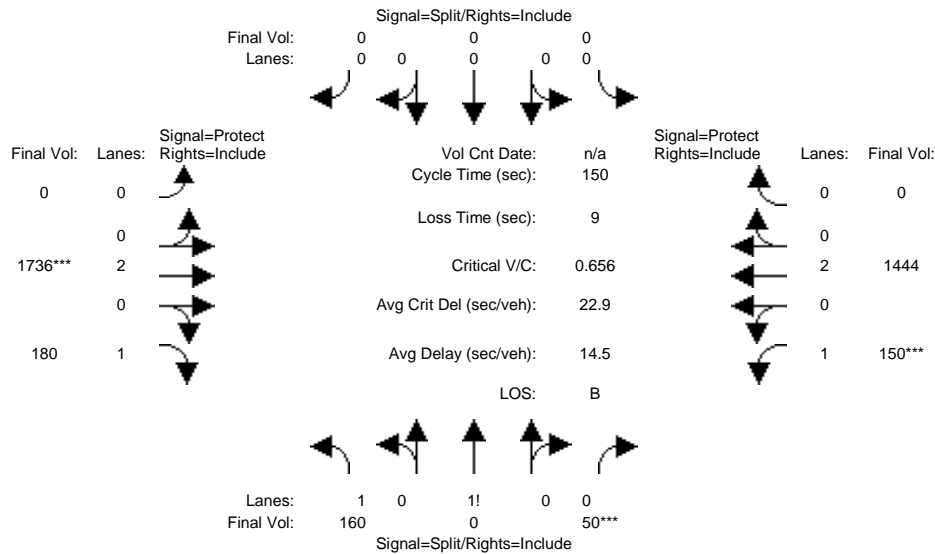 Signal=Split/Rights=Include
Final Vol: 0 0 0
Lanes: 0 0 0 0 0
Signal=Protect
Final Vol: Lanes: Rights=Include
Vol Cnt Date: n/a
Signal=Protect
Rights=Include Lanes: Final Vol:
Cycle Time (sec): 150
0 0
0 0
Loss Time (sec): 9
0
0
1736*** 2
Critical V/C: 0.656
2 1444
0
Avg Crit Del (sec/veh): 22.9
0
180 1
Avg Delay (sec/veh): 14.5
1 150***
LOS: B
Lanes: 1 0 1! 0 0
Final Vol: 160 0 50***
Signal=Split/Rights=Include